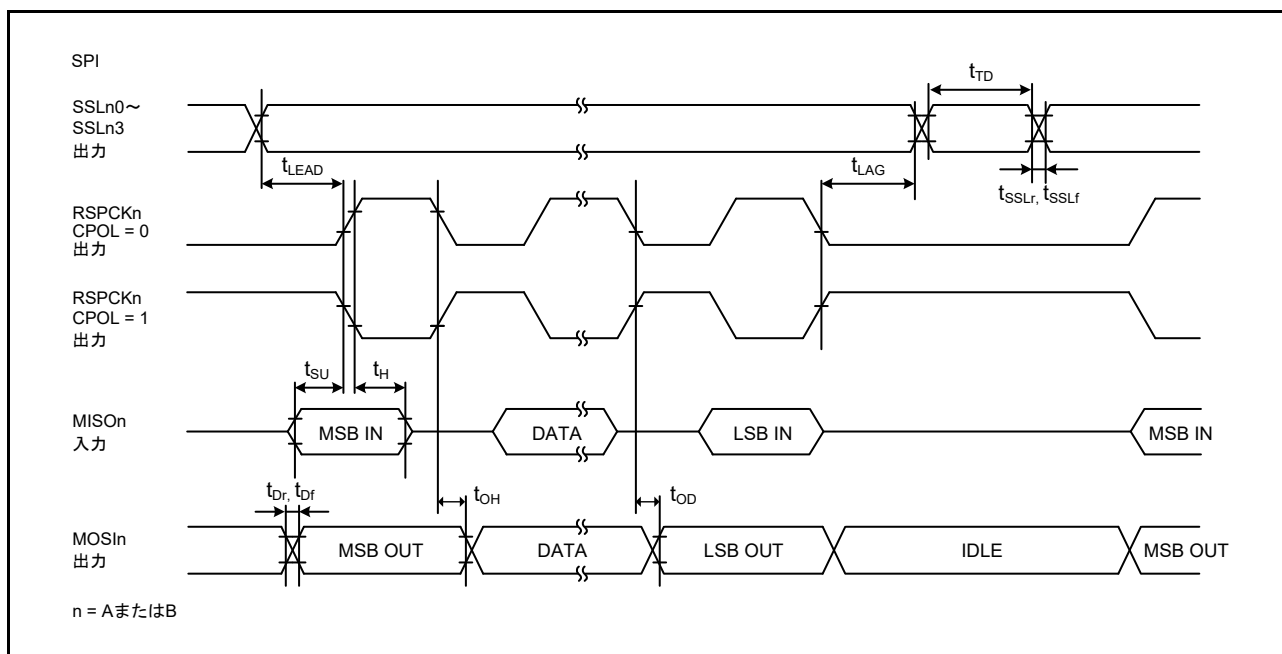 SPI
SSLn0～
SSLn3
出力
tTD
tLEAD
tLAG
tSSLr, tSSLf
RSPCKn
CPOL = 0
出力
RSPCKn
CPOL = 1
出力
tSU
tH
MISOn
入力
MSB IN
DATA
LSB IN
MSB IN
tDr, tDf
tOH
tOD
MOSIn
出力
MSB OUT
DATA
LSB OUT
IDLE
MSB OUT
n = AまたはB